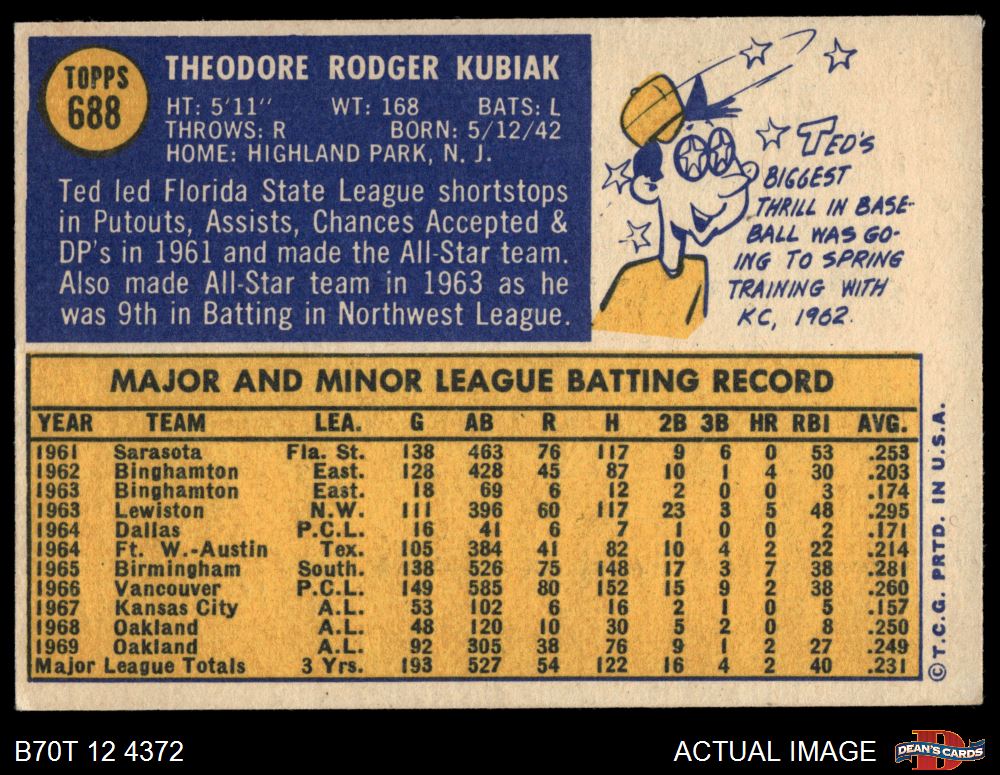 TOPPS
688
THEODORE RODGER KUBIAK
HT: 5'11" WT: 168 BATS: L
THROWS: R BORN: 5/12/42
HOME: HIGHLAND PARK, N. J.
Ted led Florida State League shortstops
in Putouts, Assists, Chances Accepted &
DP's in 1961 and made the All-Star team.
Also made All-Star team in 1963 as he
was 9th in Batting in Northwest League.
TED'S
BIGGEST
THRILL IN BASE-
BALL WAS GO-
ING TO SPRING
TRAINING WITH
KC, 1962.
MAJOR AND MINOR LEAGUE BATTING RECORD
YEAR TEAM LEA. G AB R H 2B 3B HR RBI AVG.
1961 Sarasota Fla. St. 138 463 76 117 9 6 0 53 .253
1962 Binghamton East. 128 428 45 87 10 1 4 30 .203
1963 Binghamton East. 18 69 6 12 2 0 0 3 .174
1963 Lewiston N.W. 111 396 60 117 23 3 5 48 .295
1964 Dallas P.C.L. 16 41 6 7 1 0 0 2 .171
1964 Ft. W.-Austin Tex. 105 384 41 82 10 4 2 22 .214
1965 Birmingham South. 138 526 75 148 17 3 7 38 .281
1966 Vancouver P.C.L. 149 585 80 152 15 9 2 38 .260
1967 Kansas City A.L. 53 102 6 16 2 1 0 5 .157
1968 Oakland A.L. 48 120 10 30 5 2 0 8 .250
1969 Oakland A.L. 92 305 38 76 9 1 2 27 .249
Major League Totals 3 Yrs. 193 527 54 122 16 4 2 40 .231
© T.C.G. PRTD. IN U.S.A.
B70T 12 4372
ACTUAL IMAGE
DEAN'S CARDS